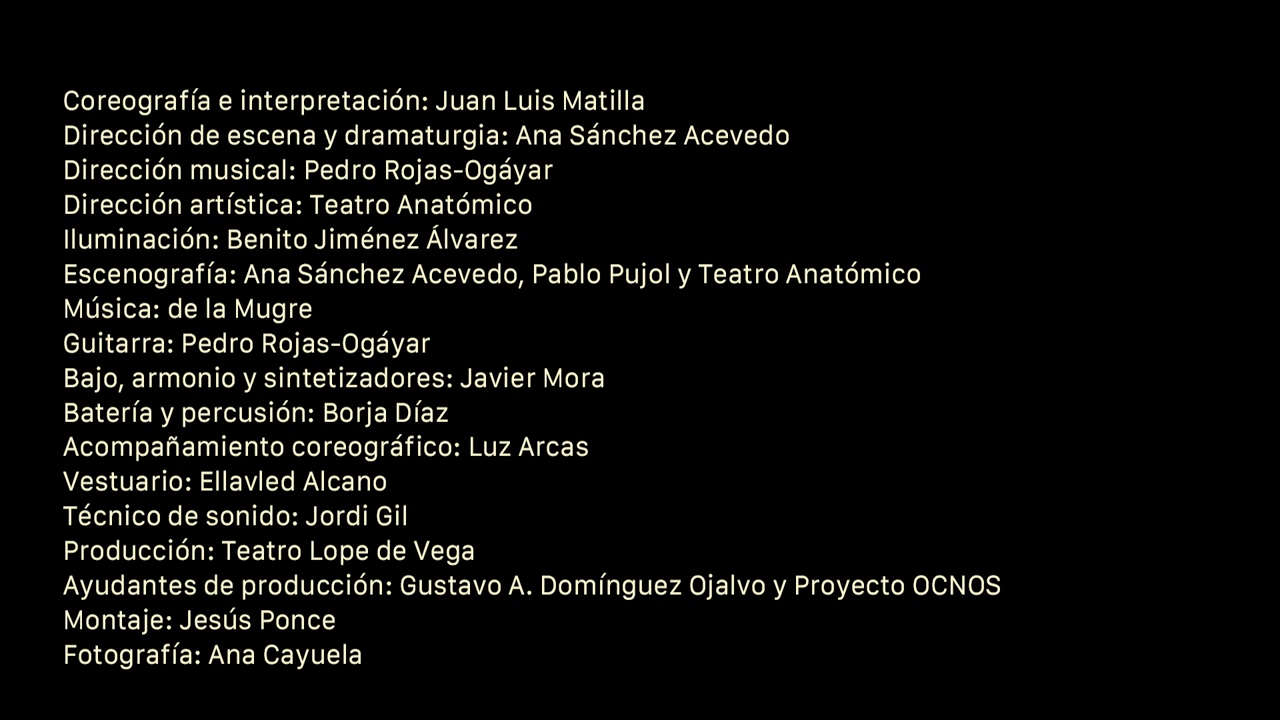 Coreografía e interpretación: Juan Luis Matilla
Dirección de escena y dramaturgia: Ana Sánchez Acevedo
Dirección musical: Pedro Rojas-Ogáyar
Dirección artística: Teatro Anatómico
Iluminación: Benito Jiménez Álvarez
Escenografía: Ana Sánchez Acevedo, Pablo Pujol y Teatro Anatómico
Música: de la Mugre
Guitarra: Pedro Rojas-Ogáyar
Bajo, armonio y sintetizadores: Javier Mora
Batería y percusión: Borja Díaz
Acompañamiento coreográfico: Luz Arcas
Vestuario: Ellavled Alcano
Técnico de sonido: Jordi Gil
Producción: Teatro Lope de Vega
Ayudantes de producción: Gustavo A. Domínguez Ojalvo y Proyecto OCNOS
Montaje: Jesús Ponce
Fotografía: Ana Cayuela